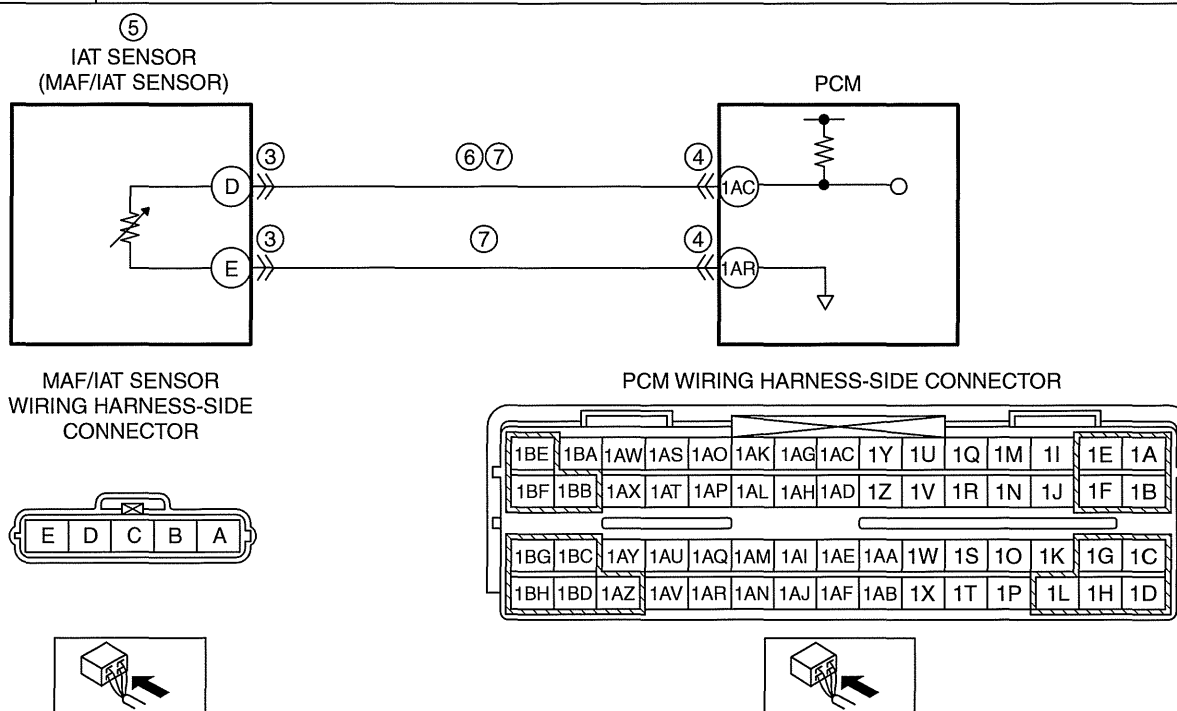 ⑤
IAT SENSOR
(MAF/IAT SENSOR)
PCM
③ ⑥⑦ ④
D 1AC
③ ⑦ ④
E 1AR
MAF/IAT SENSOR
WIRING HARNESS-SIDE
CONNECTOR
E D C B A
PCM WIRING HARNESS-SIDE CONNECTOR
1BE 1BA 1AW 1AS 1AO 1AK 1AG 1AC 1Y 1U 1Q 1M 1I 1E 1A
1BF 1BB 1AX 1AT 1AP 1AL 1AH 1AD 1Z 1V 1R 1N 1J 1F 1B
1BG 1BC 1AY 1AU 1AQ 1AM 1AI 1AE 1AA 1W 1S 1O 1K 1G 1C
1BH 1BD 1AZ 1AV 1AR 1AN 1AJ 1AF 1AB 1X 1T 1P 1L 1H 1D